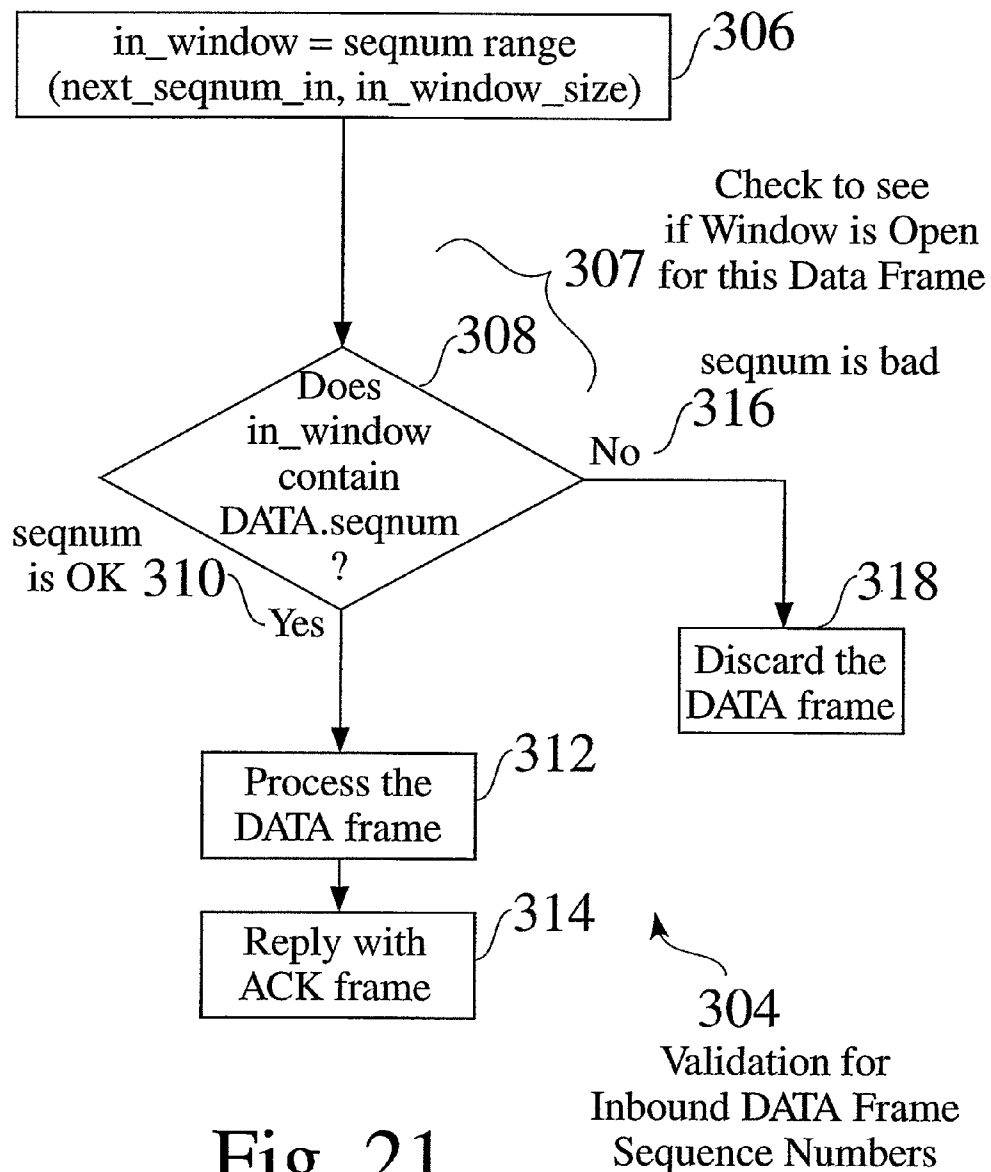 in_window = seqnum range
(next_seqnum_in, in_window_size)
306
Check to see
if Window is Open
for this Data Frame
307
308
Does
in_window
contain
DATA.seqnum
?
seqnum is bad
316
No
seqnum
is OK
310
Yes
318
Discard the
DATA frame
312
Process the
DATA frame
314
Reply with
ACK frame
304
Validation for
Inbound DATA Frame
Sequence Numbers
Fig. 21